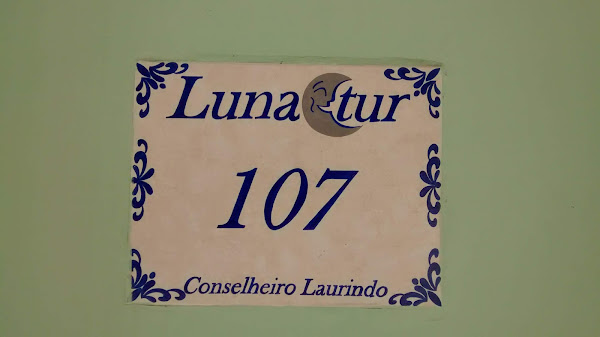 Luna tur
107
Conselheiro Laurindo